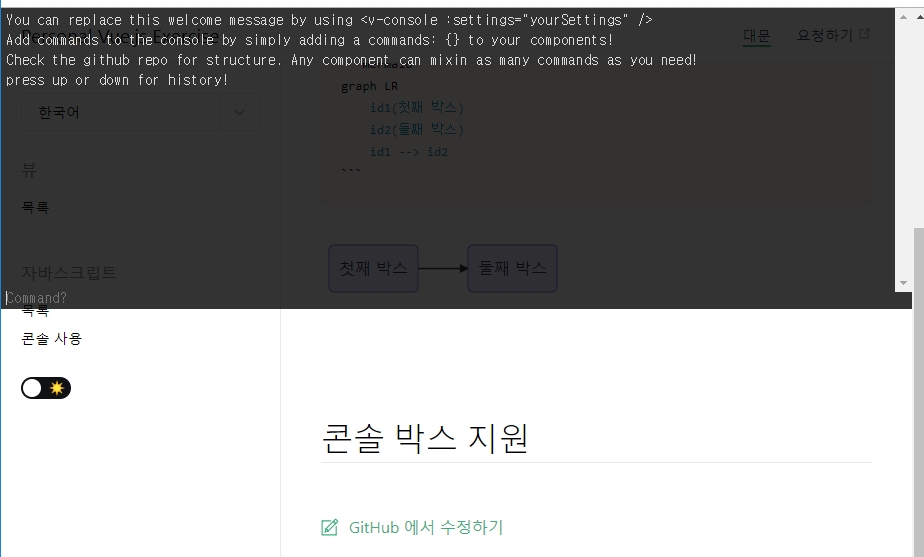 You can replace this welcome message by using <v-console :settings="yourSettings" />
Personal Vue.js Exercise
대문
요청하기
Add commands to the console by simply adding a commands: {} to your components!
Check the github repo for structure. Any component can mixin as many commands as you need!
press up or down for history!
graph LR
id1(첫째 박스)
id2(둘째 박스)
id1 --> id2
```
한국어
뷰
목록
자바스크립트
첫째 박스
둘째 박스
Command?
목록
콘솔 사용
콘솔 박스 지원
GitHub 에서 수정하기